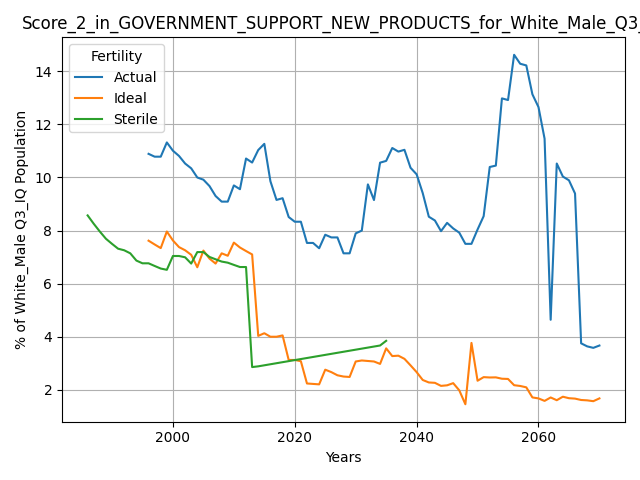 Score_2_in_GOVERNMENT_SUPPORT_NEW_PRODUCTS_for_White_Male_Q3_
Fertility
Actual
Ideal
Sterile
% of White_Male Q3_IQ Population
14
12
10
8
6
4
2
2000 2020 2040 2060
Years